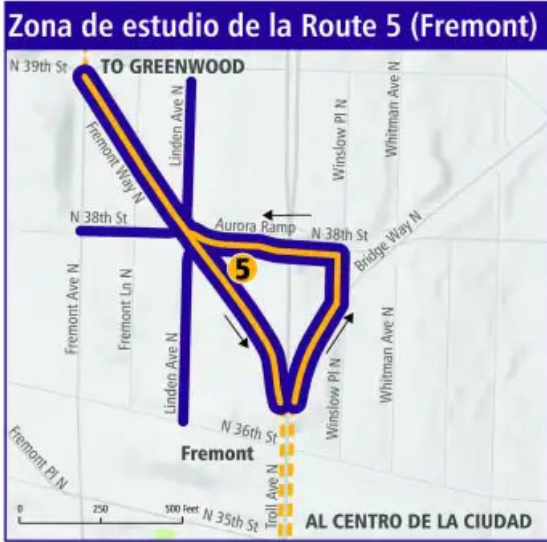 Zona de estudio de la Route 5 (Fremont)
N 39th St
TO GREENWOOD
Linden Ave N
Winslow Pl N
Whitman Ave N
Fremont Way N
N 38th St
Aurora Ramp
N 38th St
Bridge Way N
5
Fremont Ave N
Fremont Ln N
Linden Ave N
Winslow Pl N
Whitman Ave N
N 36th St
Fremont
Fremont Pl N
Troll Ave N
0 250 500 Feet
N 35th St
AL CENTRO DE LA CIUDAD